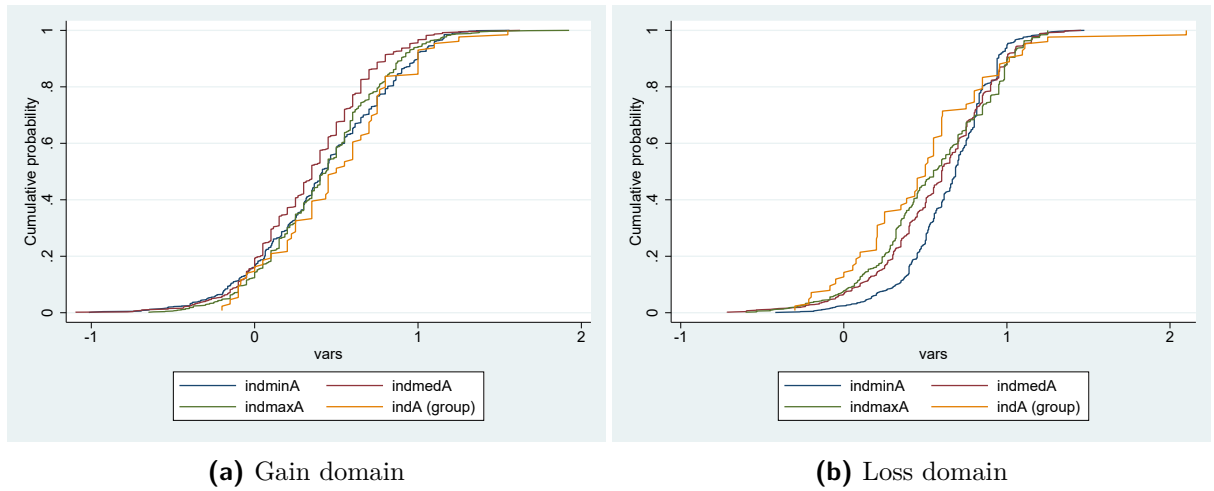 Cumulative probability
1
.8
.6
.4
.2
0
-1 0 1 2
vars
indminA indmedA
indmaxA indA (group)
(a) Gain domain
Cumulative probability
1
.8
.6
.4
.2
0
-1 0 1 2
vars
indminA indmedA
indmaxA indA (group)
(b) Loss domain